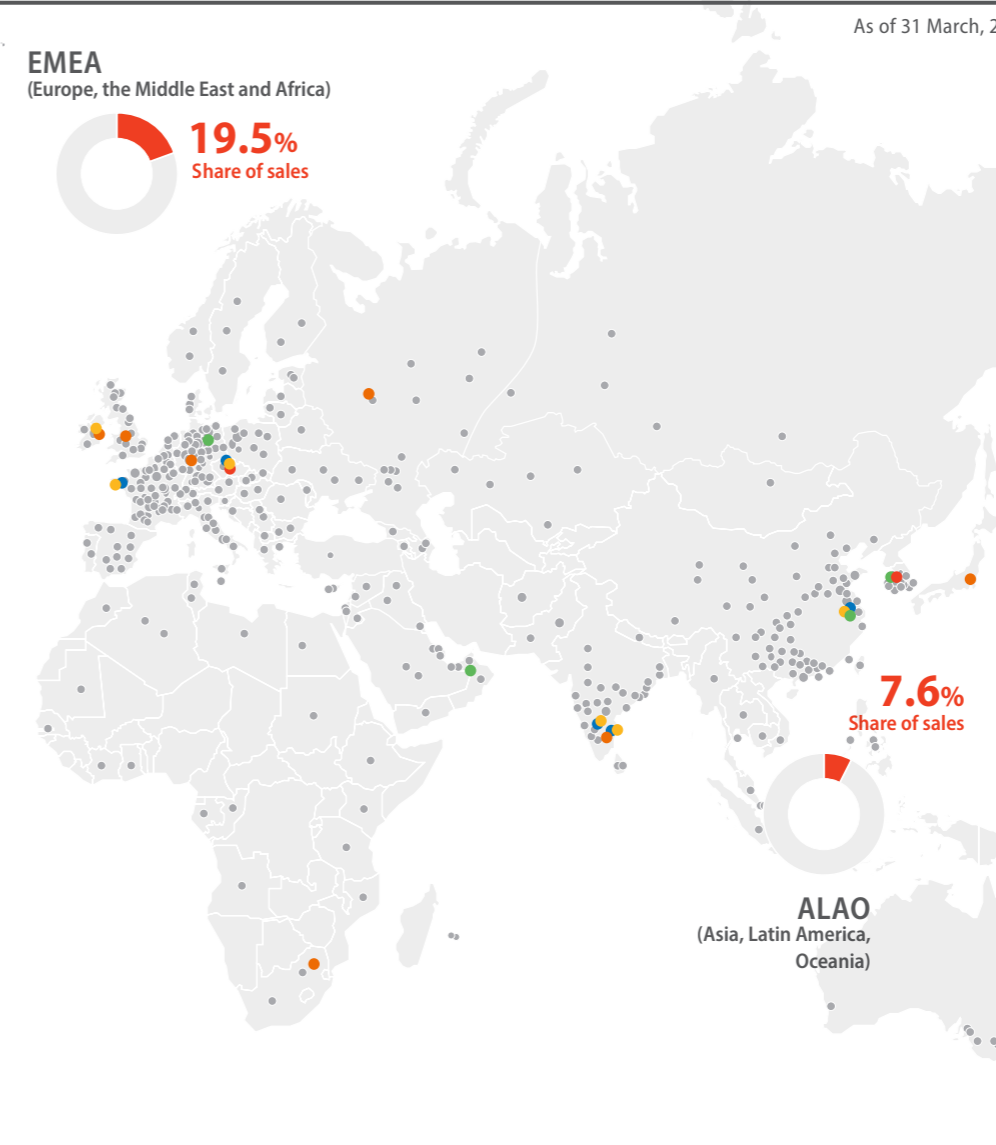 As of 31 March, 2
EMEA
(Europe, the Middle East and Africa)
19.5%
Share of sales
7.6%
Share of sales
ALAO
(Asia, Latin America,
Oceania)